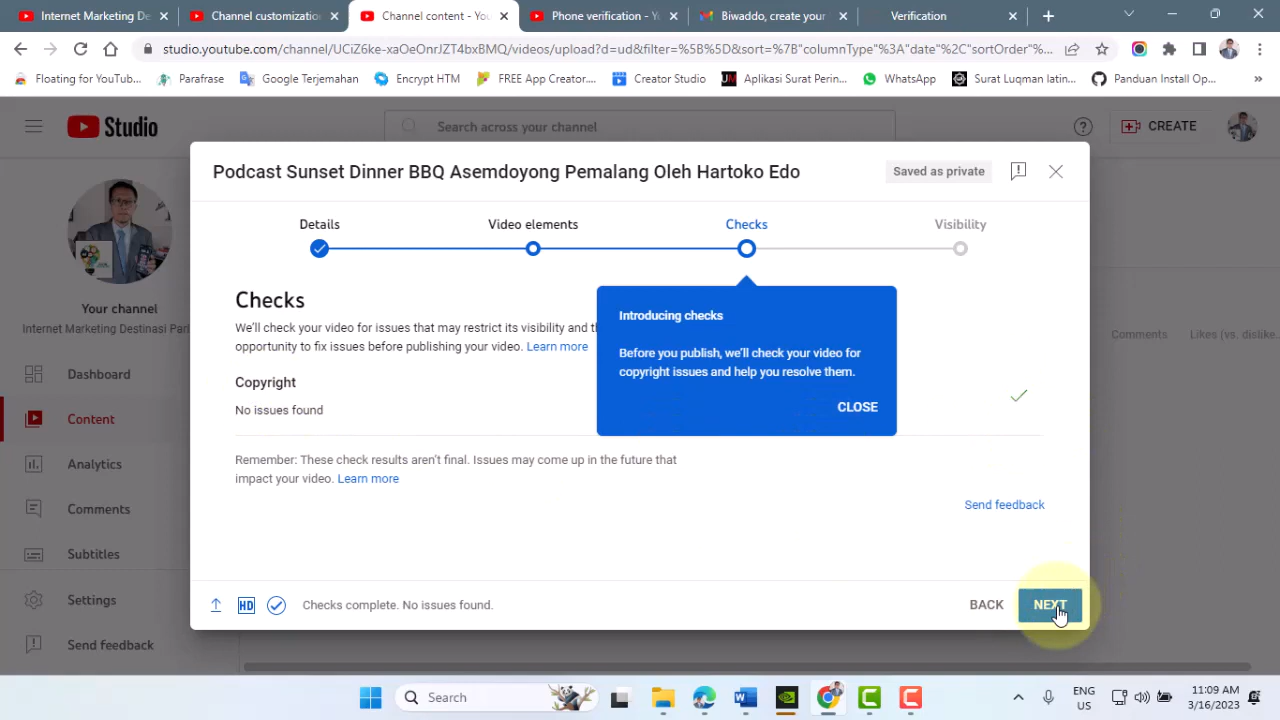 Internet Marketing De
Channel customization
Channel content - Yo
Phone verification - Y
Biwaddo, create your
Verification
studio.youtube.com/channel/UCiZ6ke-xaOeOnrJZT4bxBMQ/videos/upload?d=ud&filter=%5B%5D&sort=%7B"columnType"%3A"date"%2C"sortOrder"...
Floating for YouTub...
Parafrase
Google Terjemahan
Encrypt HTM
FREE App Creator....
Creator Studio
Aplikasi Surat Perin...
WhatsApp
Surat Luqman latin...
Panduan Install Op...
»
Studio
Search across your channel
CREATE
Podcast Sunset Dinner BBQ Asemdoyong Pemalang Oleh Hartoko Edo
Saved as private
Details
Video elements
Checks
Visibility
Your channel
Internet Marketing Destinasi Pari
Dashboard
Content
Analytics
Comments
Subtitles
Settings
Send feedback
Checks
We'll check your video for issues that may restrict its visibility and th
opportunity to fix issues before publishing your video. Learn more
Copyright
No issues found
Introducing checks
Before you publish, we'll check your video for
copyright issues and help you resolve them.
CLOSE
Remember: These check results aren't final. Issues may come up in the future that
impact your video. Learn more
Send feedback
Comments
Likes (vs. dislike
HD
Checks complete. No issues found.
BACK
NEXT
Search
ENG
US
11:09 AM
3/16/2023